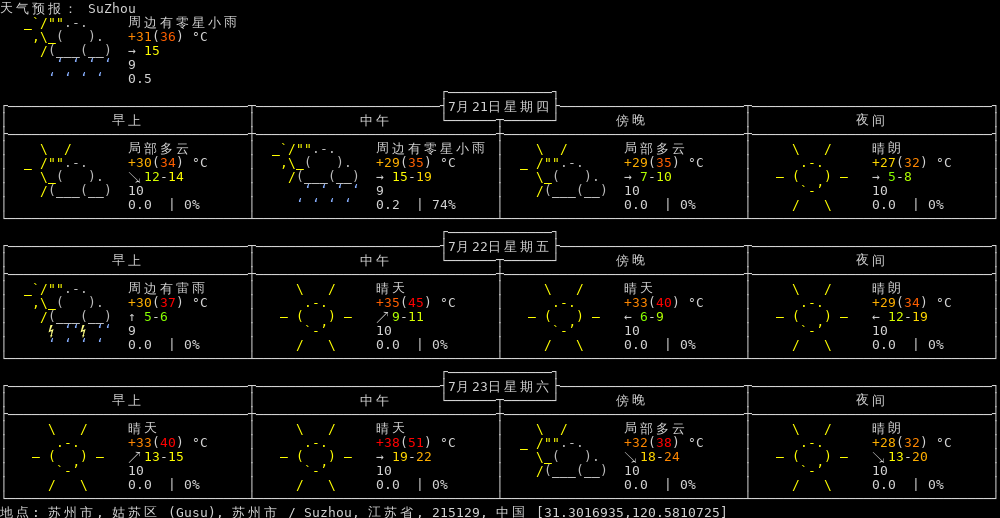 天气预报: SuZhou
周边有零星小雨
+31(36) °C
→ 15
9
0.5
7月21日星期四
早上 中午 傍晚 夜间
局部多云 周边有零星小雨 局部多云 晴朗
+30(34) °C +29(35) °C +29(35) °C +27(32) °C
↘ 12-14 → 15-19 → 7-10 → 5-8
10 9 10 10
0.0 | 0% 0.2 | 74% 0.0 | 0% 0.0 | 0%
7月22日星期五
早上 中午 傍晚 夜间
周边有雷雨 晴天 晴天 晴朗
+30(37) °C +35(45) °C +33(40) °C +29(34) °C
↑ 5-6 ↗ 9-11 ← 6-9 ← 12-19
9 10 10 10
0.0 | 0% 0.0 | 0% 0.0 | 0% 0.0 | 0%
7月23日星期六
早上 中午 傍晚 夜间
晴天 晴天 局部多云 晴朗
+33(40) °C +38(51) °C +32(38) °C +28(32) °C
↗ 13-15 → 19-22 ↘ 18-24 ↘ 13-20
10 10 10 10
0.0 | 0% 0.0 | 0% 0.0 | 0% 0.0 | 0%
地点: 苏州市, 姑苏区 (Gusu), 苏州市 / Suzhou, 江苏省, 215129, 中国 [31.3016935,120.5810725]